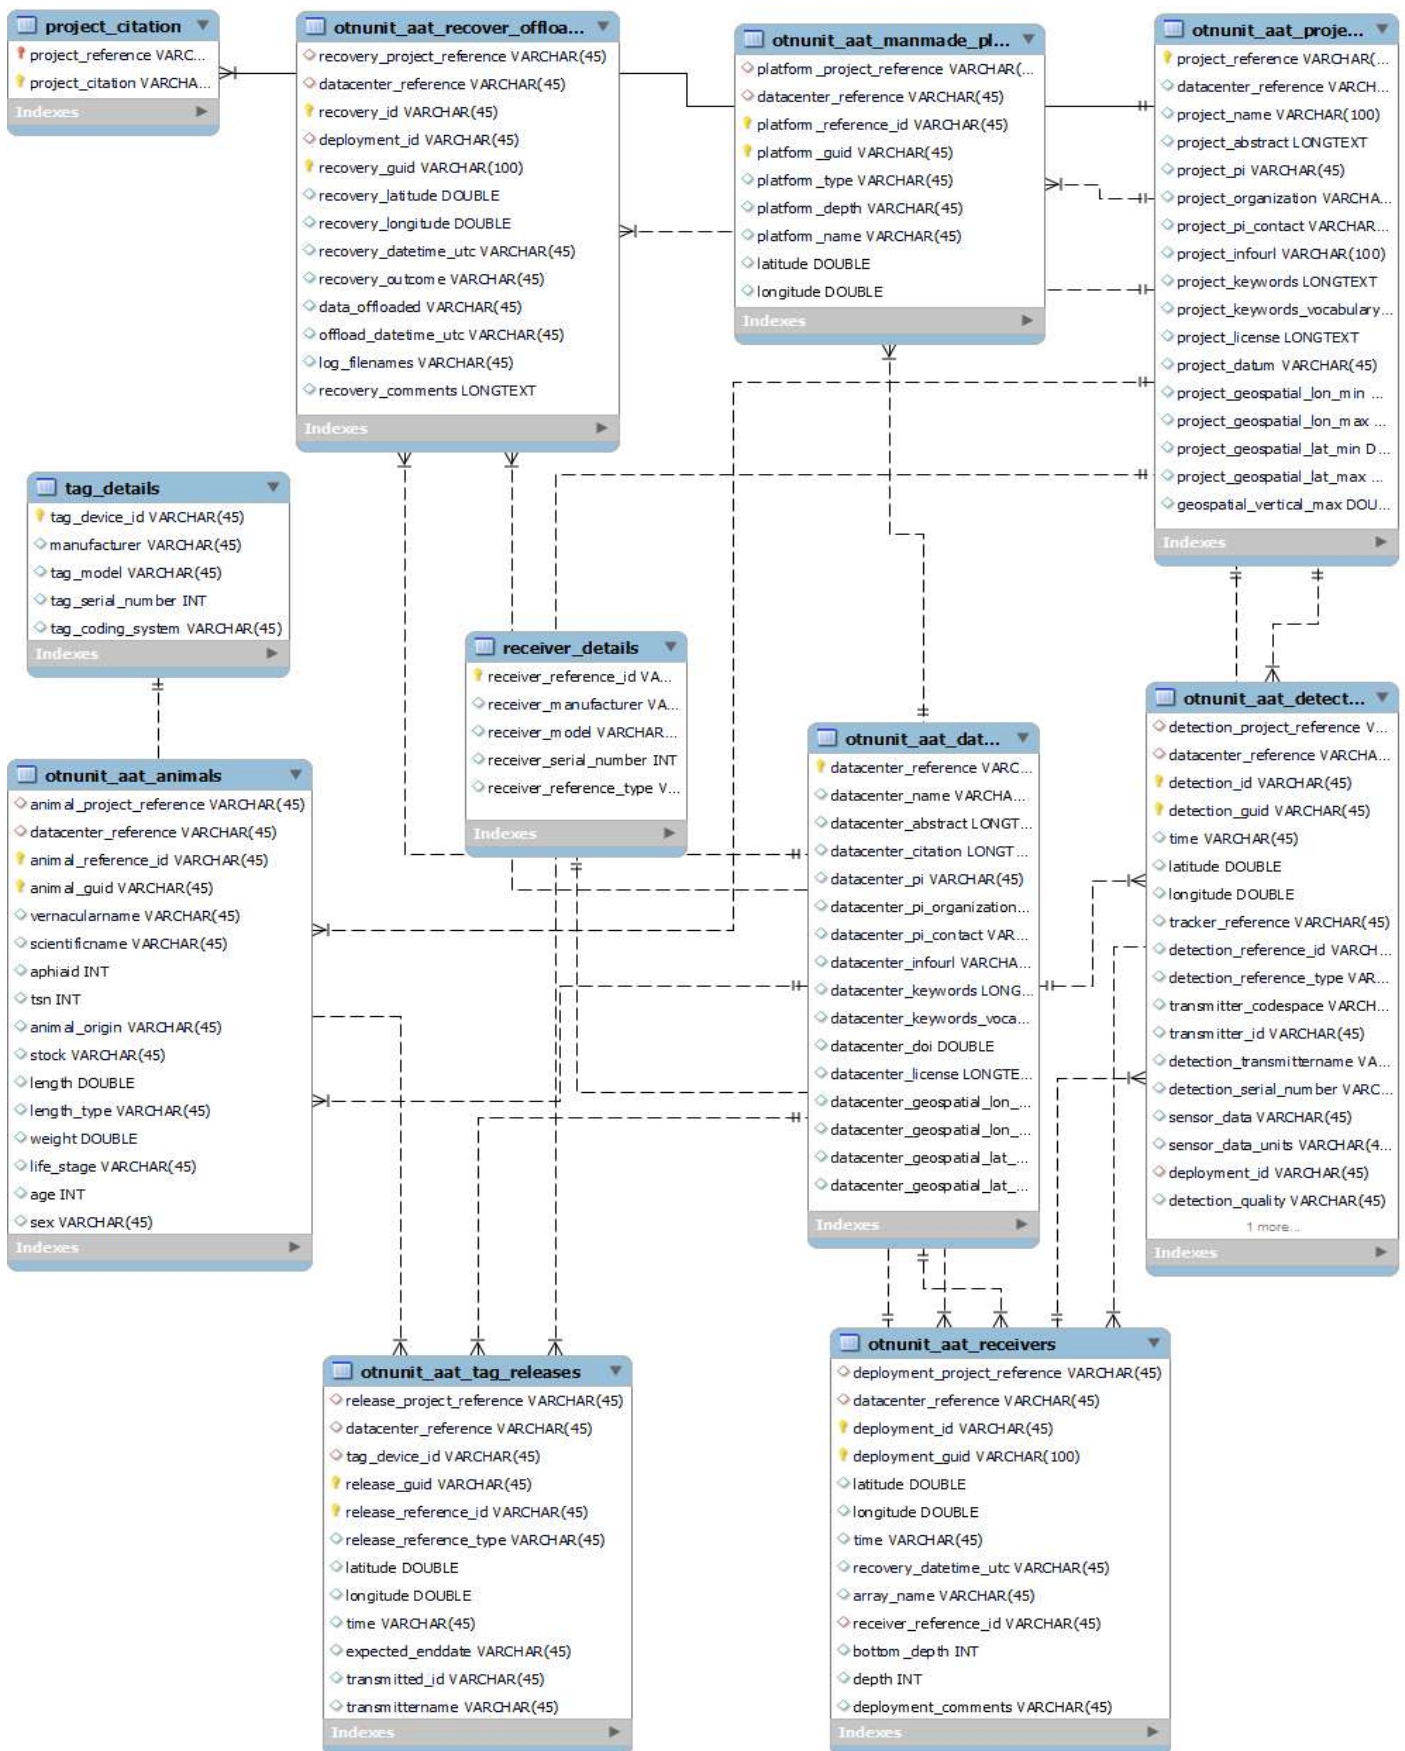 project_citation
project_reference VARC...
project_citation VARCHA...
Indexes
otnunit_aat_recover_offloa...
recovery_project_reference VARCHAR(45)
datacenter_reference VARCHAR(45)
recovery_id VARCHAR(45)
deployment_id VARCHAR(45)
recovery_guid VARCHAR(100)
recovery_latitude DOUBLE
recovery_longitude DOUBLE
recovery_datetime_utc VARCHAR(45)
recovery_outcome VARCHAR(45)
data_offloaded VARCHAR(45)
offload_datetime_utc VARCHAR(45)
log_filenames VARCHAR(45)
recovery_comments LONGTEXT
Indexes
otnunit_aat_manmade_pl...
platform_project_reference VARCHAR(...
datacenter_reference VARCHAR(45)
platform_reference_id VARCHAR(45)
platform_guid VARCHAR(45)
platform_type VARCHAR(45)
platform_depth VARCHAR(45)
platform_name VARCHAR(45)
latitude DOUBLE
longitude DOUBLE
Indexes
otnunit_aat_proje...
project_reference VARCHAR(...
datacenter_reference VARCH...
project_name VARCHAR(100)
project_abstract LONGTEXT
project_pi VARCHAR(45)
project_organization VARCHA...
project_pi_contact VARCHAR...
project_infourl VARCHAR(100)
project_keywords LONGTEXT
project_keywords_vocabulary...
project_license LONGTEXT
project_datum VARCHAR(45)
project_geospatial_lon_min ...
project_geospatial_lon_max ...
project_geospatial_lat_min D...
project_geospatial_lat_max ...
geospatial_vertical_max DOU...
Indexes
tag_details
tag_device_id VARCHAR(45)
manufacturer VARCHAR(45)
tag_model VARCHAR(45)
tag_serial_number INT
tag_coding_system VARCHAR(45)
Indexes
receiver_details
receiver_reference_id VA...
receiver_manufacturer VA...
receiver_model VARCHAR...
receiver_serial_number INT
receiver_reference_type V...
Indexes
otnunit_aat_dat...
datacenter_reference VARC...
datacenter_name VARCHA...
datacenter_abstract LONGT...
datacenter_citation LONGT...
datacenter_pi VARCHAR(45)
datacenter_pi_organization...
datacenter_pi_contact VAR...
datacenter_infourl VARCHA...
datacenter_keywords LONG...
datacenter_keywords_voca...
datacenter_doi DOUBLE
datacenter_license LONGTE...
datacenter_geospatial_lon_...
datacenter_geospatial_lon_...
datacenter_geospatial_lat_...
datacenter_geospatial_lat_...
Indexes
otnunit_aat_detect...
detection_project_reference V...
datacenter_reference VARCHA...
detection_id VARCHAR(45)
detection_guid VARCHAR(45)
time VARCHAR(45)
latitude DOUBLE
longitude DOUBLE
tracker_reference VARCHAR(45)
detection_reference_id VARCH...
detection_reference_type VAR...
transmitter_codespace VARCH...
transmitter_id VARCHAR(45)
detection_transmittername VA...
detection_serial_number VARC...
sensor_data VARCHAR(45)
sensor_data_units VARCHAR(4...
deployment_id VARCHAR(45)
detection_quality VARCHAR(45)
1 more...
Indexes
otnunit_aat_animals
animal_project_reference VARCHAR(45)
datacenter_reference VARCHAR(45)
animal_reference_id VARCHAR(45)
animal_guid VARCHAR(45)
vernacularname VARCHAR(45)
scientificname VARCHAR(45)
aphiaid INT
tsn INT
animal_origin VARCHAR(45)
stock VARCHAR(45)
length DOUBLE
length_type VARCHAR(45)
weight DOUBLE
life_stage VARCHAR(45)
age INT
sex VARCHAR(45)
Indexes
otnunit_aat_tag_releases
release_project_reference VARCHAR(45)
datacenter_reference VARCHAR(45)
tag_device_id VARCHAR(45)
release_guid VARCHAR(45)
release_reference_id VARCHAR(45)
release_reference_type VARCHAR(45)
latitude DOUBLE
longitude DOUBLE
time VARCHAR(45)
expected_enddate VARCHAR(45)
transmitted_id VARCHAR(45)
transmittername VARCHAR(45)
Indexes
otnunit_aat_receivers
deployment_project_reference VARCHAR(45)
datacenter_reference VARCHAR(45)
deployment_id VARCHAR(45)
deployment_guid VARCHAR(100)
latitude DOUBLE
longitude DOUBLE
time VARCHAR(45)
recovery_datetime_utc VARCHAR(45)
array_name VARCHAR(45)
receiver_reference_id VARCHAR(45)
bottom_depth INT
depth INT
deployment_comments VARCHAR(45)
Indexes